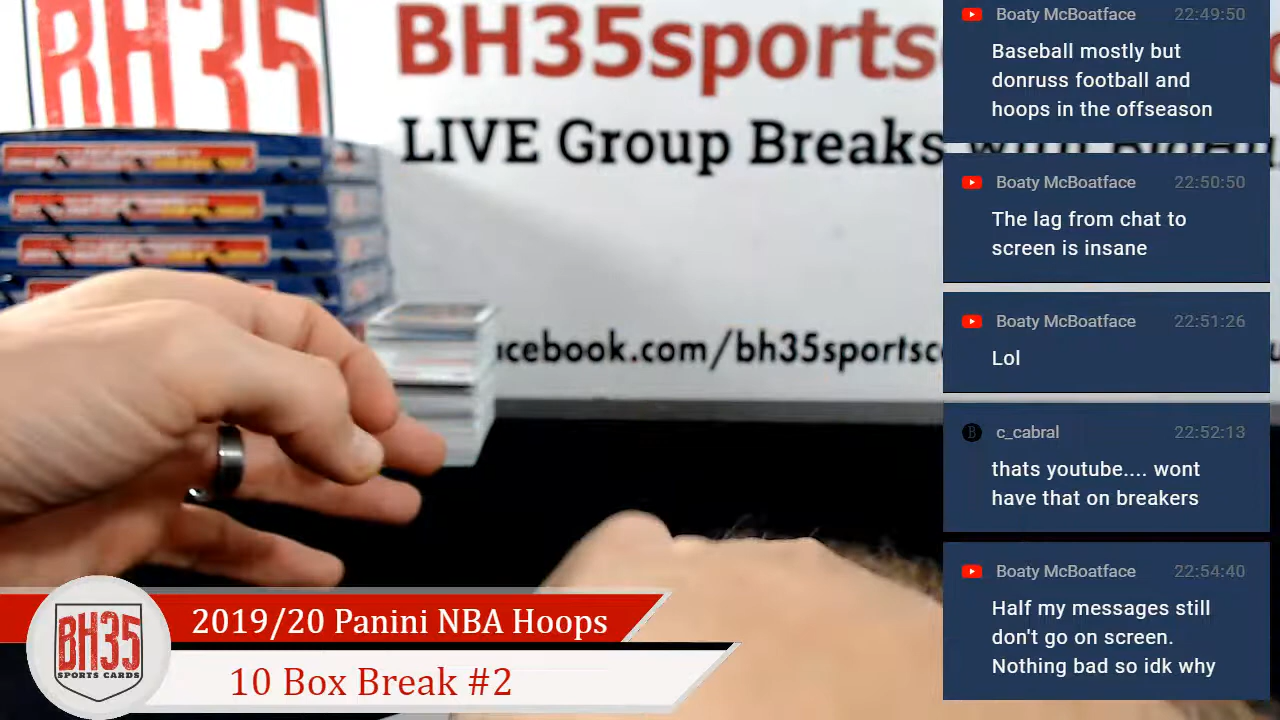 BH35
BH35sports
LIVE Group Breaks with
acebook.com/bh35sportsc
Boaty McBoatface 22:49:50
Baseball mostly but
donruss football and
hoops in the offseason
Boaty McBoatface 22:50:50
The lag from chat to
screen is insane
Boaty McBoatface 22:51:26
Lol
c_cabral 22:52:13
thats youtube.... wont
have that on breakers
Boaty McBoatface 22:54:40
Half my messages still
don't go on screen.
Nothing bad so idk why
BH35
SPORTS CARDS
2019/20 Panini NBA Hoops
10 Box Break #2